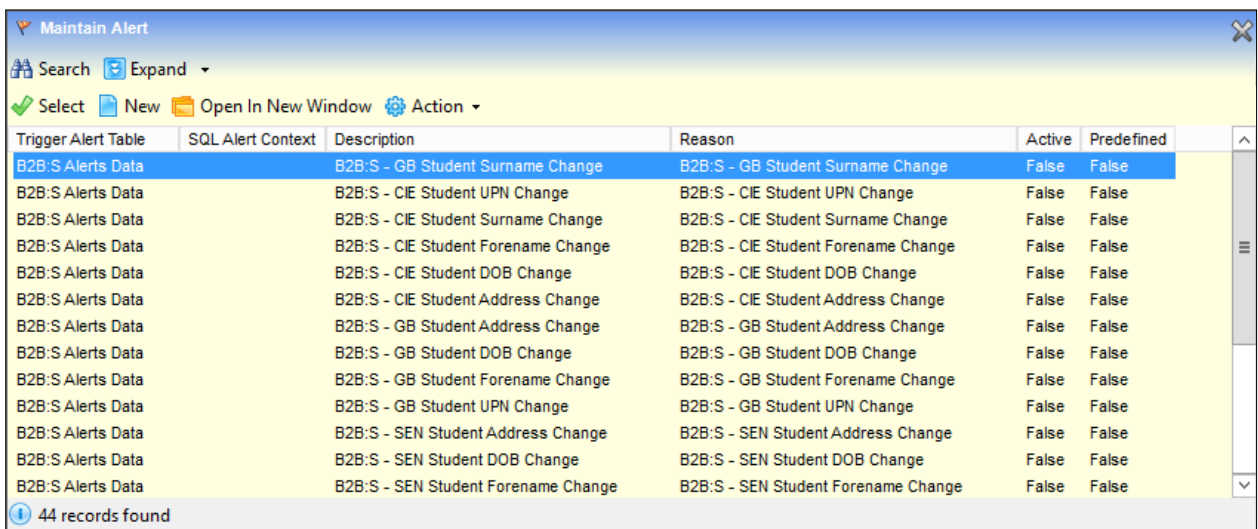 Maintain Alert
Search Expand
Select New Open In New Window Action
Trigger Alert Table SQL Alert Context Description Reason Active Predefined
B2B:S Alerts Data B2B:S - GB Student Surname Change B2B:S - GB Student Surname Change False False
B2B:S Alerts Data B2B:S - CIE Student UPN Change B2B:S - CIE Student UPN Change False False
B2B:S Alerts Data B2B:S - CIE Student Surname Change B2B:S - CIE Student Surname Change False False
B2B:S Alerts Data B2B:S - CIE Student Forename Change B2B:S - CIE Student Forename Change False False
B2B:S Alerts Data B2B:S - CIE Student DOB Change B2B:S - CIE Student DOB Change False False
B2B:S Alerts Data B2B:S - CIE Student Address Change B2B:S - CIE Student Address Change False False
B2B:S Alerts Data B2B:S - GB Student Address Change B2B:S - GB Student Address Change False False
B2B:S Alerts Data B2B:S - GB Student DOB Change B2B:S - GB Student DOB Change False False
B2B:S Alerts Data B2B:S - GB Student Forename Change B2B:S - GB Student Forename Change False False
B2B:S Alerts Data B2B:S - GB Student UPN Change B2B:S - GB Student UPN Change False False
B2B:S Alerts Data B2B:S - SEN Student Address Change B2B:S - SEN Student Address Change False False
B2B:S Alerts Data B2B:S - SEN Student DOB Change B2B:S - SEN Student DOB Change False False
B2B:S Alerts Data B2B:S - SEN Student Forename Change B2B:S - SEN Student Forename Change False False
44 records found